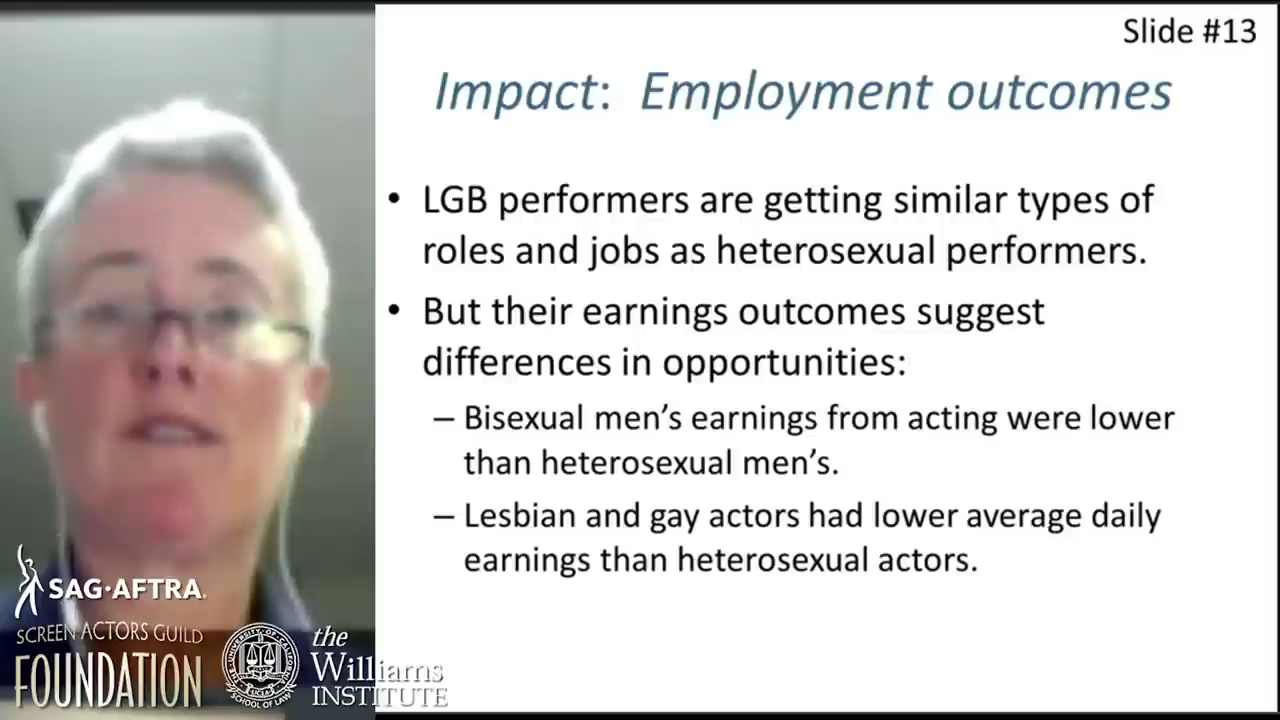 Slide #13
Impact: Employment outcomes
• LGB performers are getting similar types of
roles and jobs as heterosexual performers.
• But their earnings outcomes suggest
differences in opportunities:
– Bisexual men’s earnings from acting were lower
than heterosexual men’s.
– Lesbian and gay actors had lower average daily
earnings than heterosexual actors.
SAG·AFTRA.
SCREEN ACTORS GUILD
FOUNDATION
the
Williams
INSTITUTE